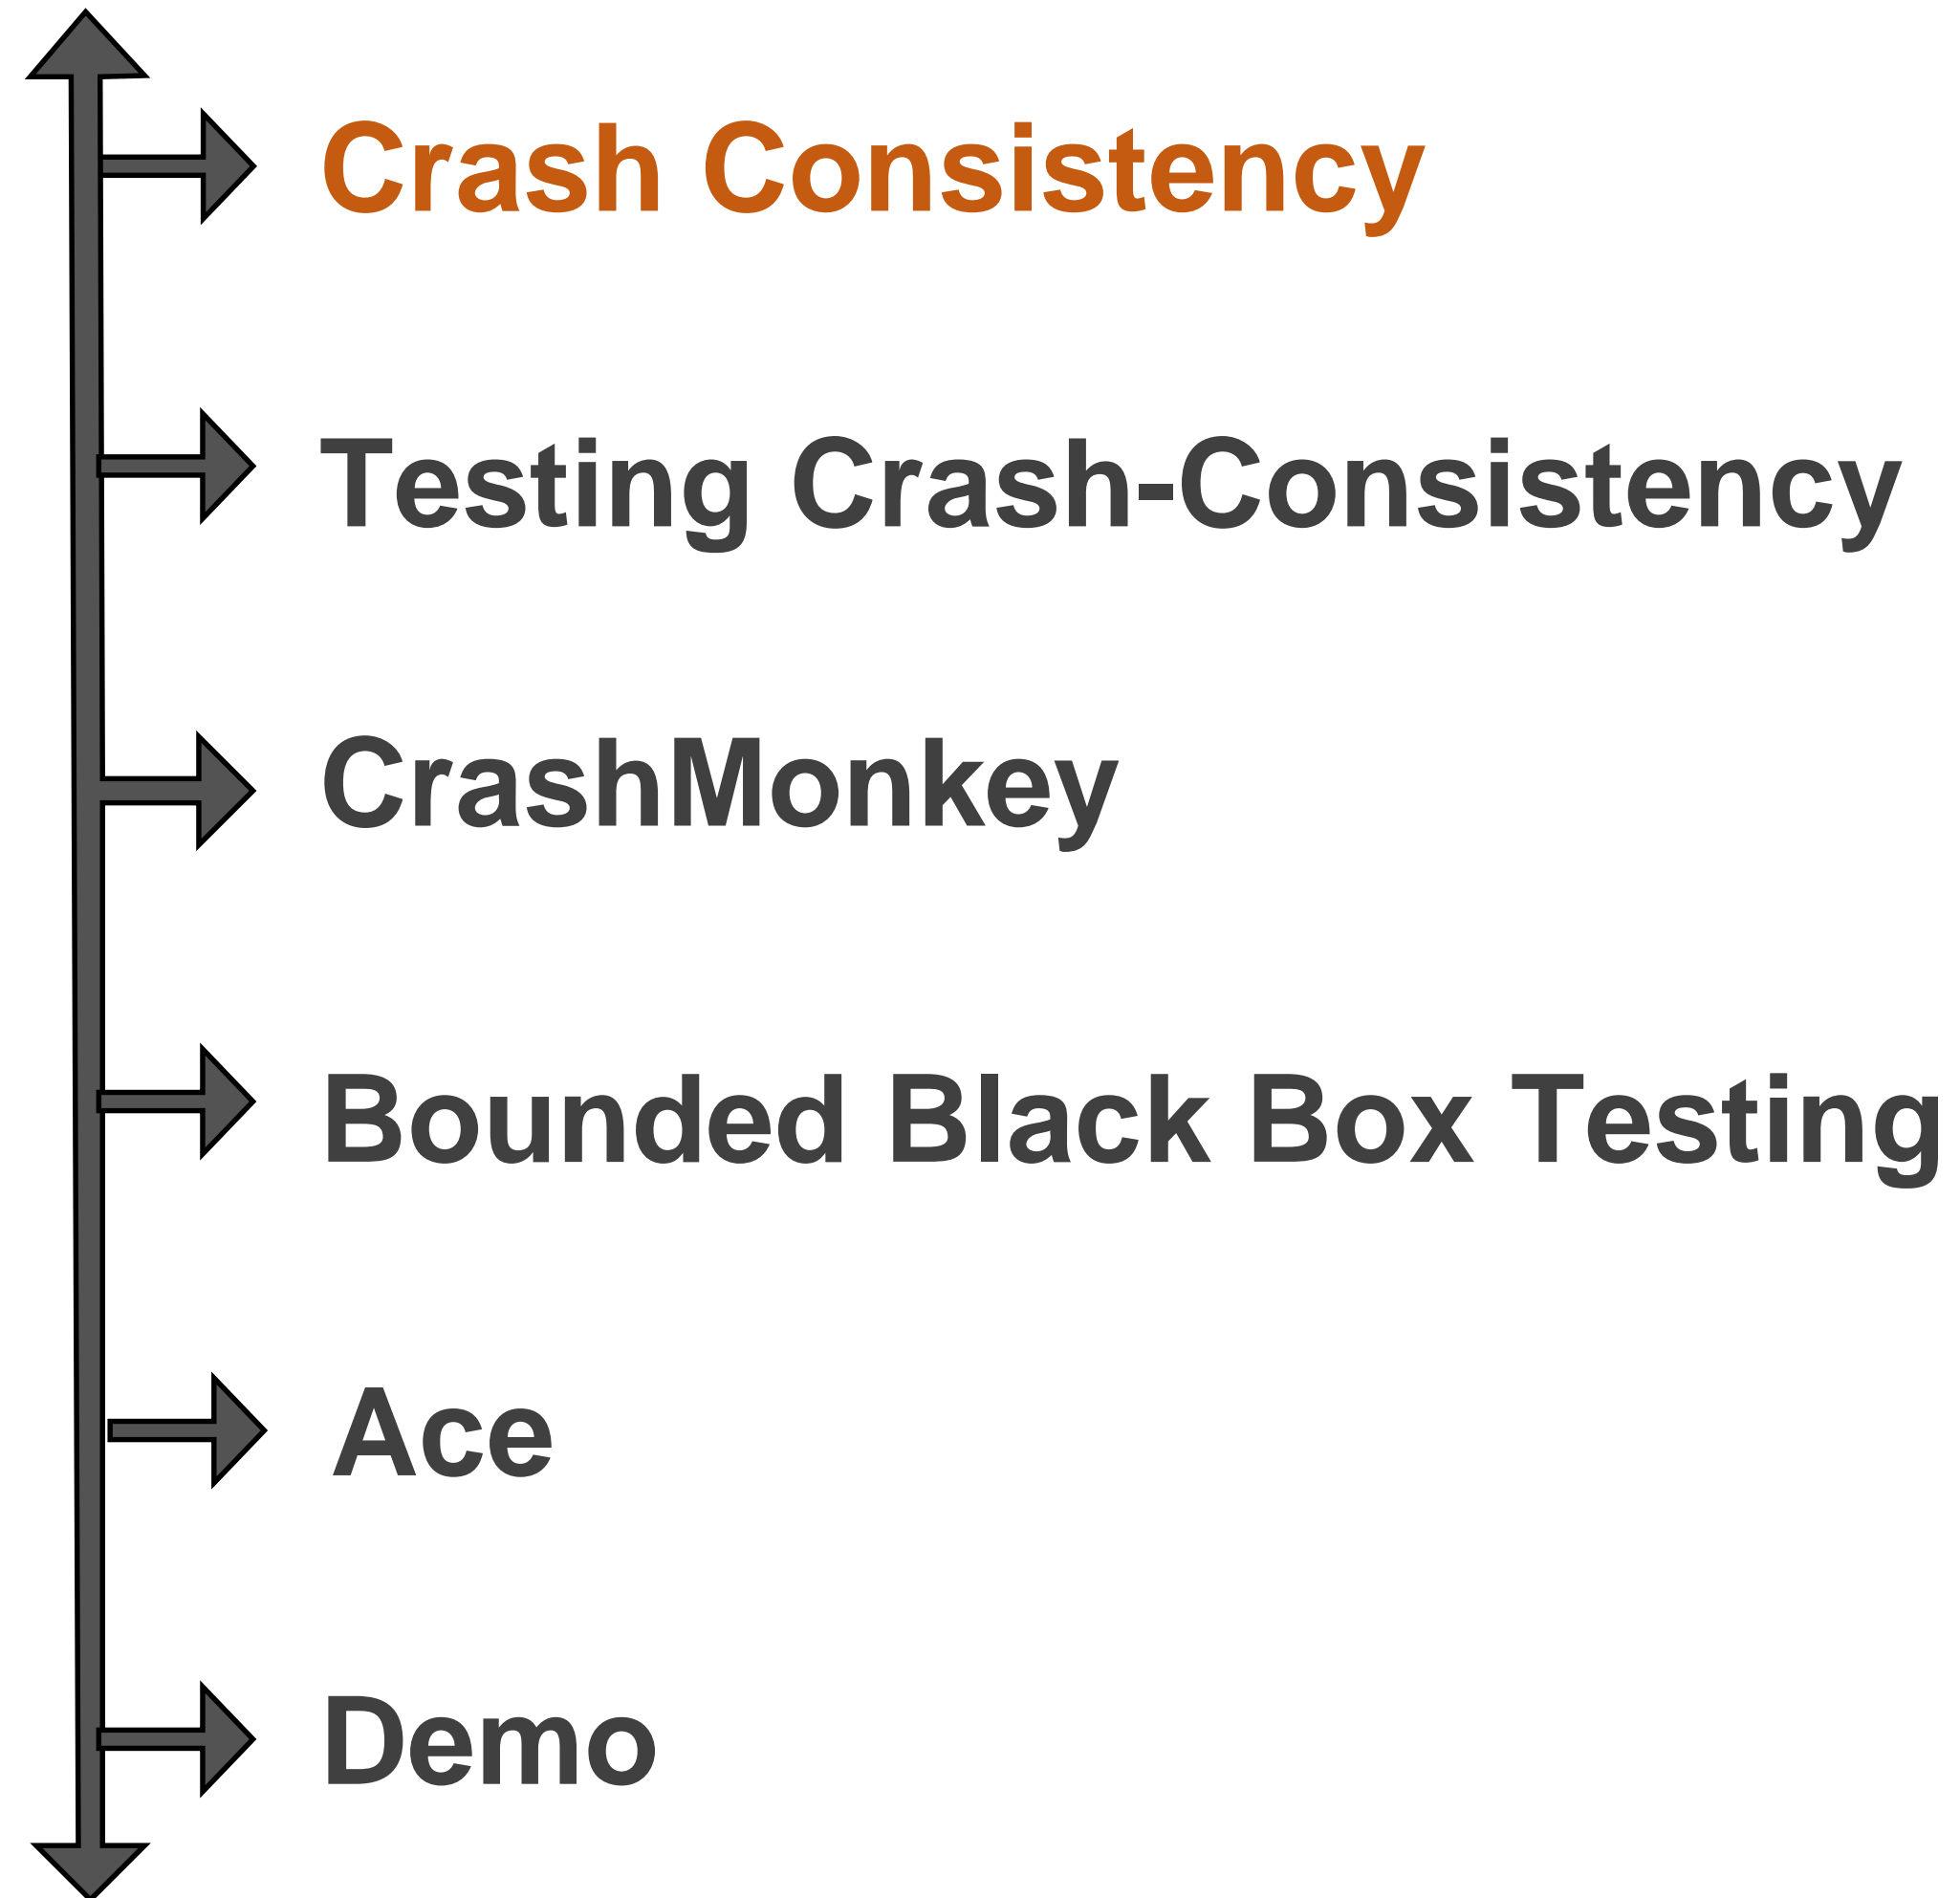 Crash Consistency
Testing Crash-Consistency
CrashMonkey
Bounded Black Box Testing
Ace
Demo